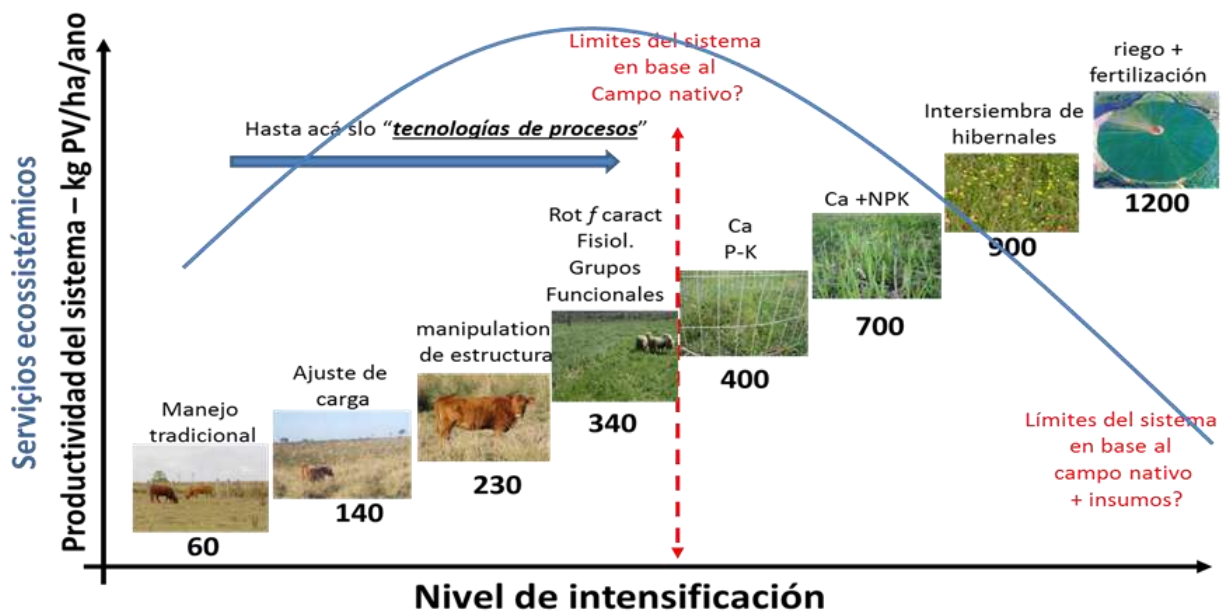 Serviçios ecossistémicos
Productividad del sistema – kg PV/ha/ano
Limites del sistema
en base al
Campo nativo?
Hasta acá slo “tecnologías de procesos”
Manejo
tradicional
60
Ajuste de
carga
140
manipulation
de estructura
230
Rot f caract
Fisiol.
Grupos
Funcionales
340
Ca
P-K
400
Ca +NPK
700
Intersiembra de
hibernales
900
riego +
fertilización
1200
Límites del sistema
en base al
campo nativo
+ insumos?
Nivel de intensificación